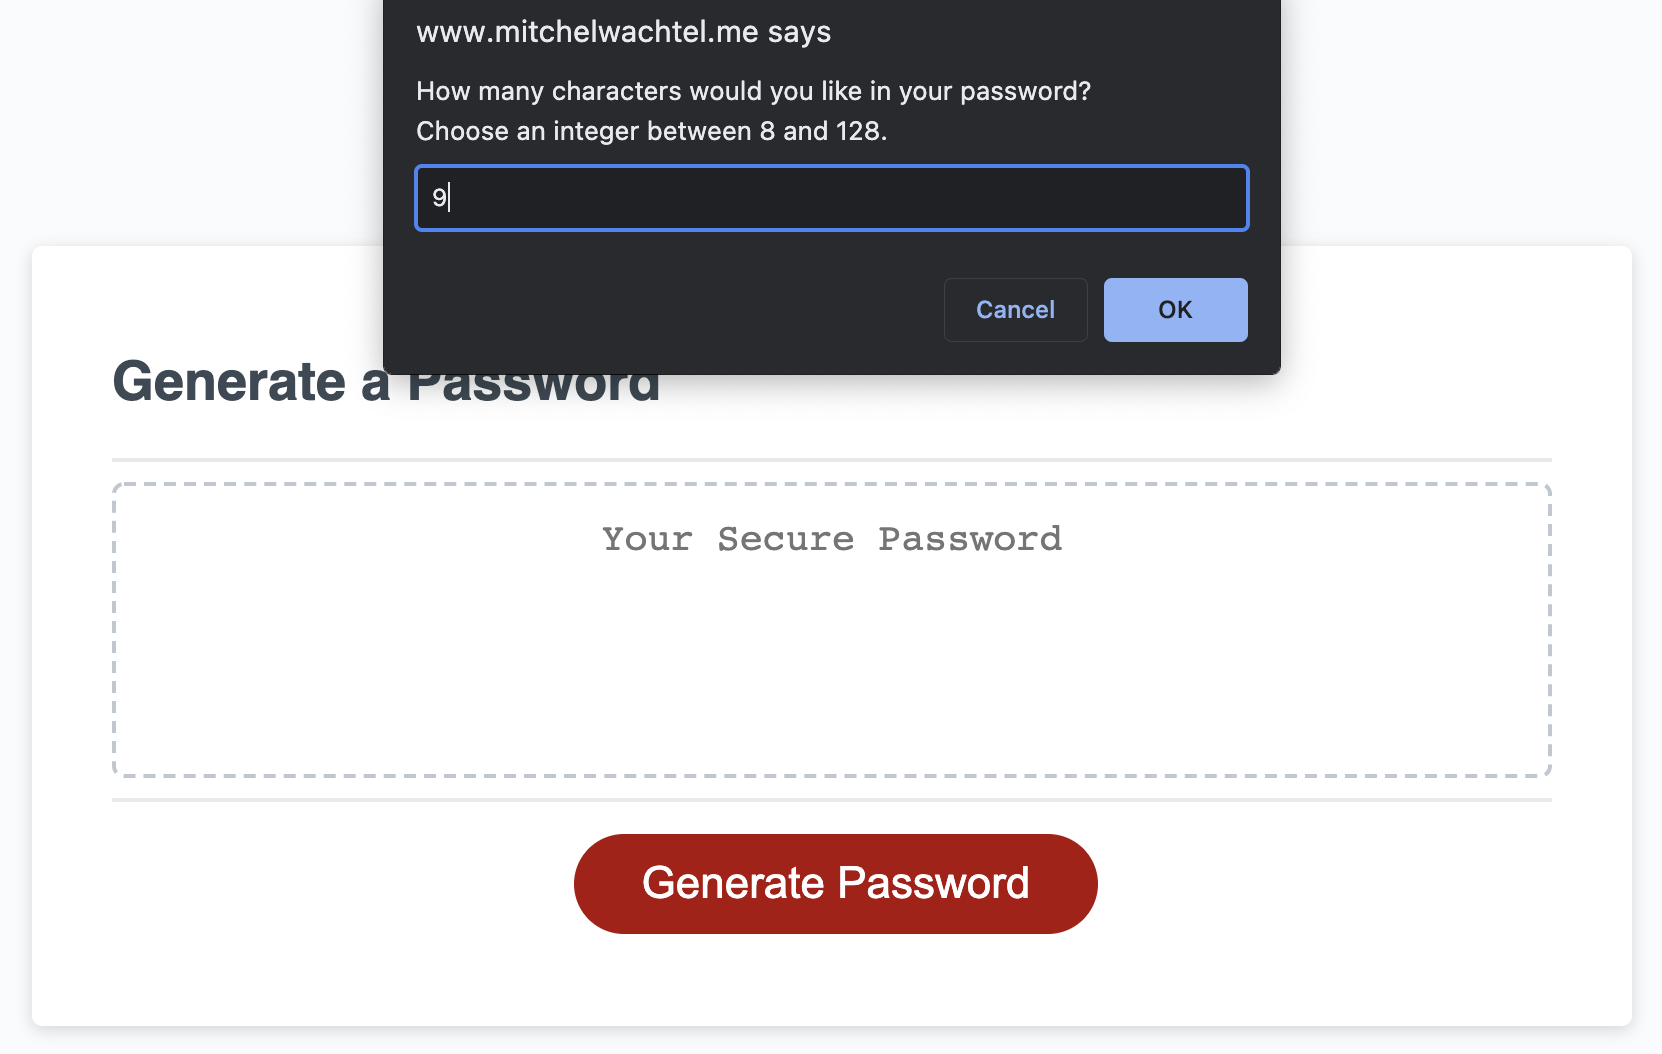 www.mitchelwachtel.me says
How many characters would you like in your password?
Choose an integer between 8 and 128.
9
Cancel
OK
Generate a Password
Your Secure Password
Generate Password